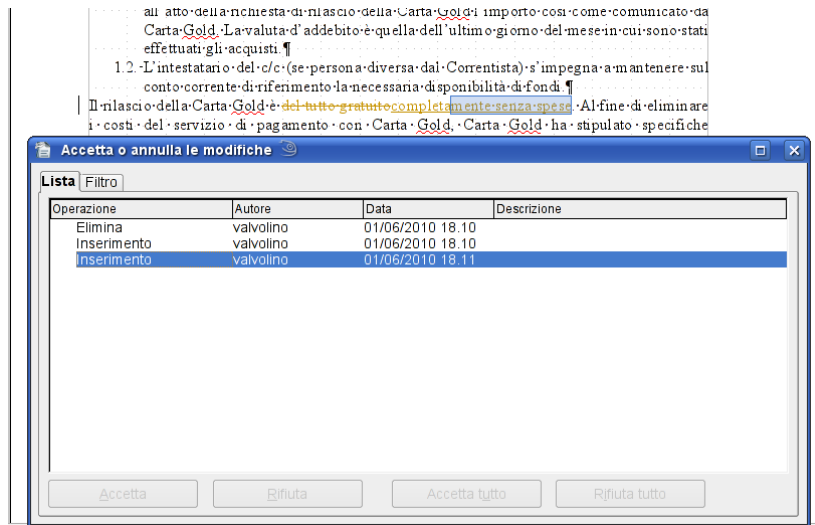 all'atto della richiesta di rilascio della Carta Gold l'importo così come comunicato da
Carta Gold. La valuta d'addebito è quella dell'ultimo giorno del mese in cui sono stati
effettuati gli acquisti.¶
1.2. L'intestatario del c/c (se persona diversa dal Correntista) s'impegna a mantenere sul
conto corrente di riferimento la necessaria disponibilità di fondi.¶
Il rilascio della Carta Gold è del tutto gratuitocompletamente senza spese. Al fine di eliminare
i costi del servizio di pagamento con Carta Gold, Carta Gold ha stipulato specifiche
Accetta o annulla le modifiche
Lista Filtro
Operazione Autore Data Descrizione
Elimina valvolino 01/06/2010 18.10
Inserimento valvolino 01/06/2010 18.10
Inserimento valvolino 01/06/2010 18.11
Accetta Rifiuta Accetta tutto Rifiuta tutto